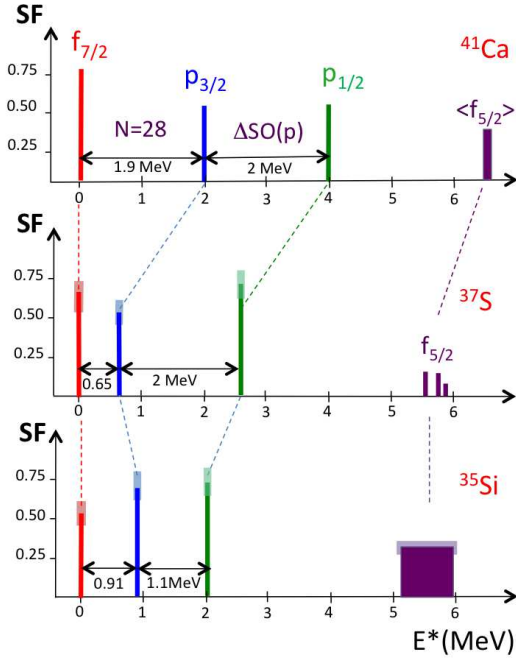 SF
f7/2
⁴¹Ca
0.75
p3/2
p1/2
0.50
N=28
ΔSO(p)
<f5/2>
0.25
1.9 MeV
2 MeV
0 1 2 3 4 5 6
0.75
³⁷S
0.50
f5/2
0.25
0.65
2 MeV
0 1 2 3 4 5 6
SF
³⁵Si
0.75
0.50
0.25
0.91
1.1MeV
0 1 2 3 4 5 6
E*(MeV)